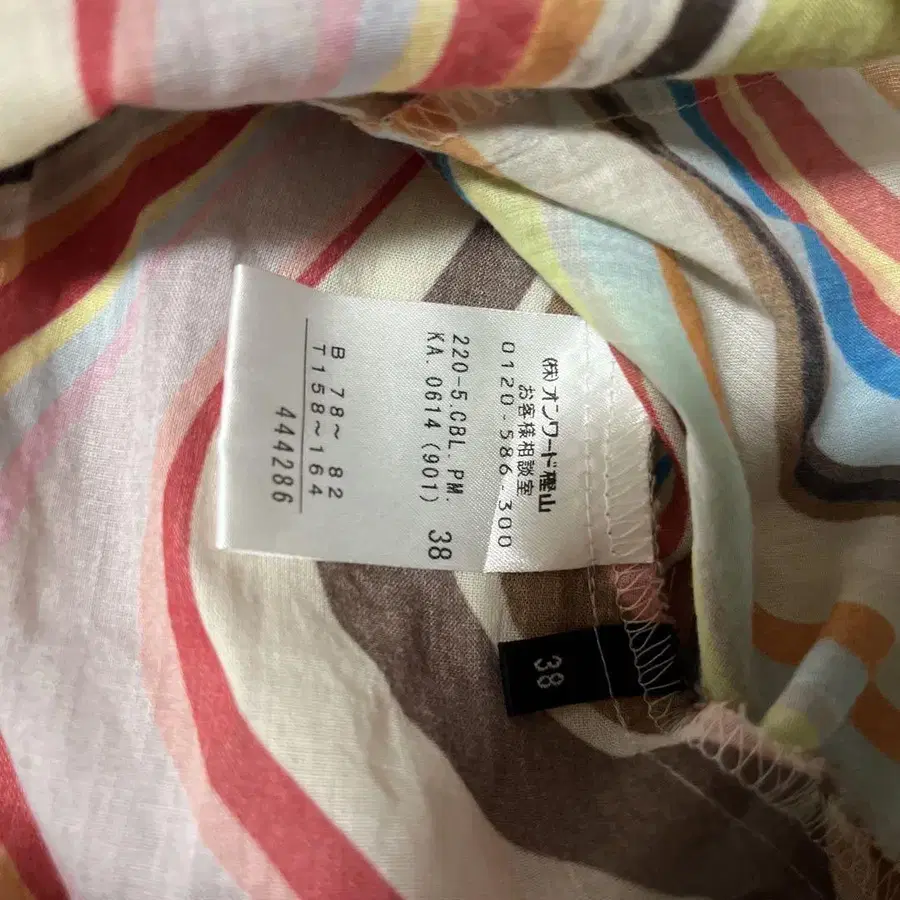 (株)オンワード樫山
お客様相談室
0120-586-300
220-5.CBL.PM. 38
KA. 0614 (901)
B 78～ 82
T158～164
444286
38